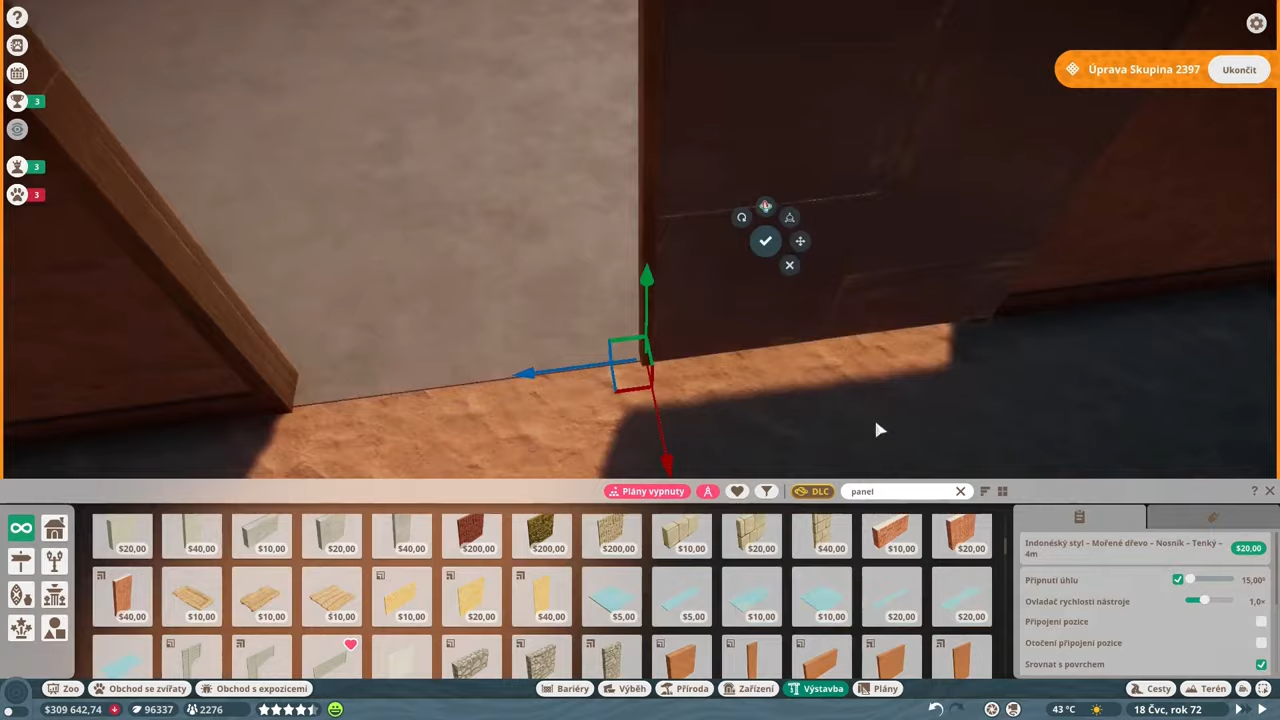 ?
Úprava Skupina 2397
Ukončit
3
3
3
Plány vypnuty
DLC
panel
?
$20,00 $40,00 $10,00 $20,00 $40,00 $200,00 $200,00 $200,00 $10,00 $20,00 $40,00 $10,00 $20,00
$40,00 $10,00 $10,00 $10,00 $10,00 $20,00 $40,00 $5,00 $5,00 $10,00 $10,00 $20,00 $20,00
Indonéský styl – Mořené dřevo – Nosník – Tenký –
4m
$20,00
Připnutí úhlu 15,00°
Ovladač rychlosti nástroje 1,0×
Připojení pozice
Otočení připojení pozice
Srovnat s povrchem
Zoo
Obchod se zvířaty
Obchod s expozicemi
Bariéry
Výběh
Příroda
Zařízení
Výstavba
Plány
Cesty
Terén
$309 642,74
96337
2276
43 °C
18 Čvc, rok 72